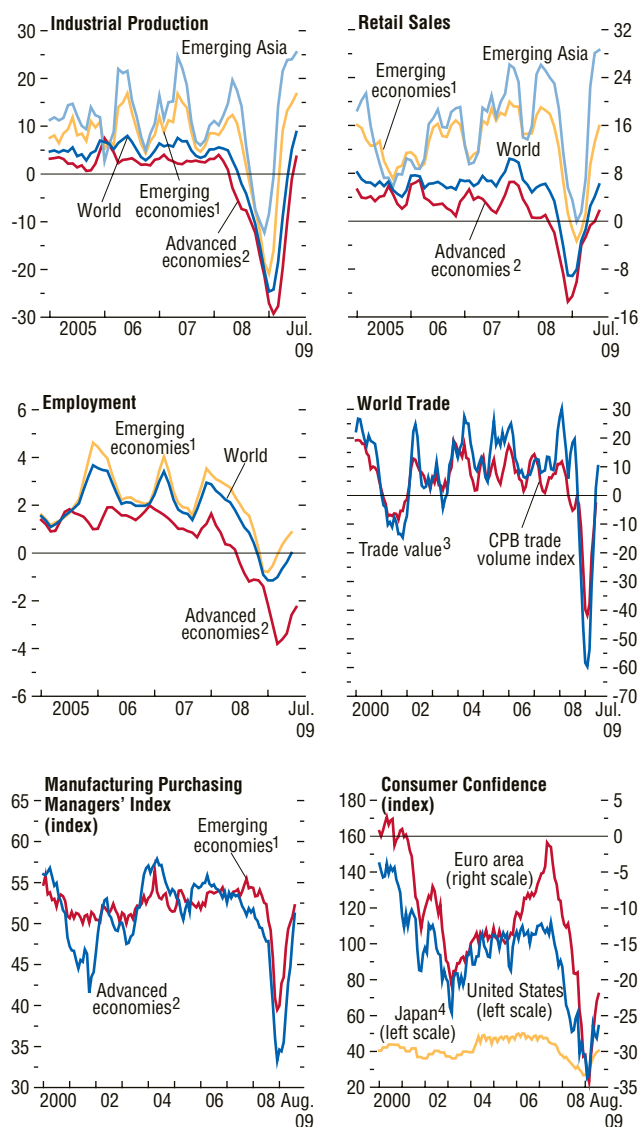 Industrial Production
30
20
10
0
-10
-20
-30
Emerging Asia
World
Emerging
economies1
Advanced
economies2
2005 06 07 08 Jul.
09
Retail Sales
32
24
16
8
0
-8
-16
Emerging Asia
Emerging
economies1
World
Advanced
economies2
2005 06 07 08 Jul.
09
Employment
6
4
2
0
-2
-4
-6
Emerging
economies1
World
Advanced
economies2
2005 06 07 08 Jul.
09
World Trade
30
20
10
0
-10
-20
-30
-40
-50
-60
-70
Trade value3
CPB trade
volume index
2000 02 04 06 08 Jul.
09
Manufacturing Purchasing
Managers' Index
(index)
65
60
55
50
45
40
35
30
Emerging
economies1
Advanced
economies2
2000 02 04 06 08 Aug.
09
Consumer Confidence
(index)
180
160
140
120
100
80
60
40
20
5
0
-5
-10
-15
-20
-25
-30
-35
Euro area
(right scale)
United States
(left scale)
Japan4
(left scale)
2000 02 04 06 08 Aug.
09